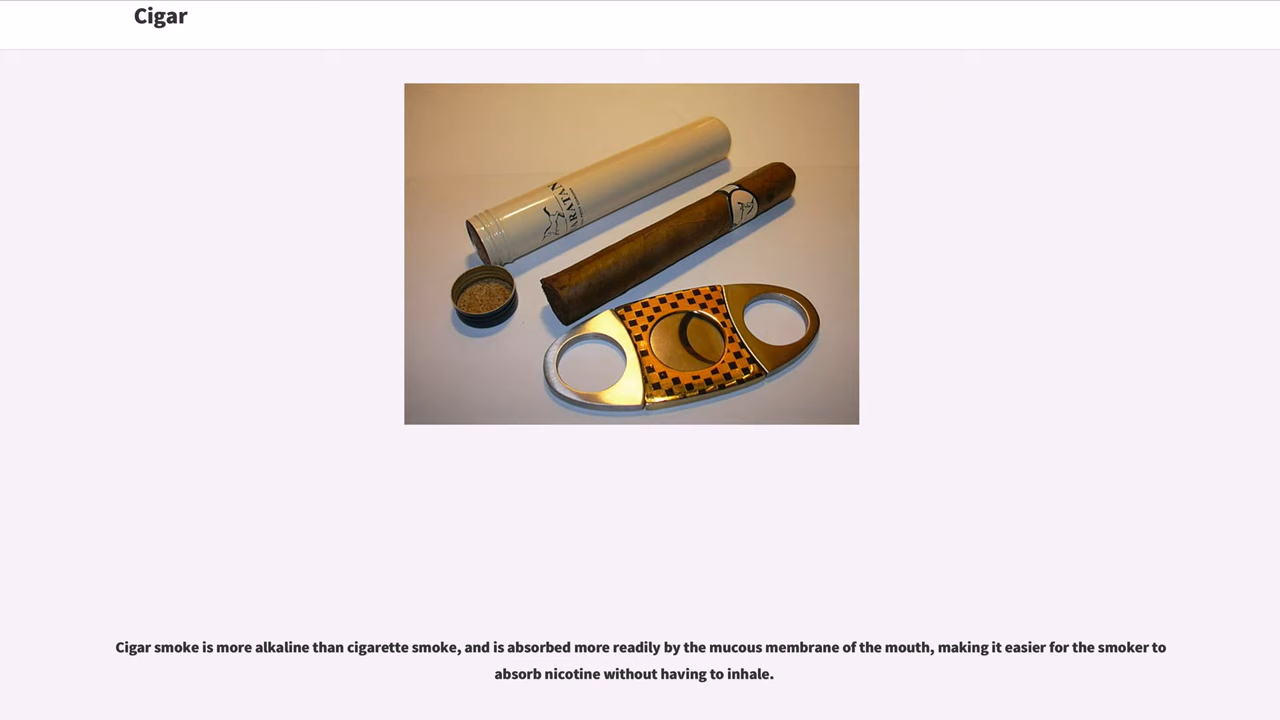 Cigar
Cigar smoke is more alkaline than cigarette smoke, and is absorbed more readily by the mucous membrane of the mouth, making it easier for the smoker to
absorb nicotine without having to inhale.